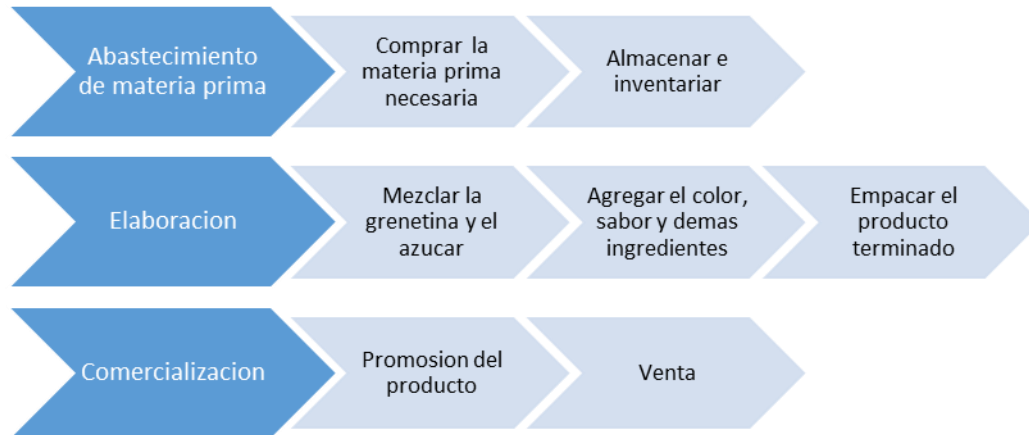 Abastecimiento
de materia prima
Comprar la
materia prima
necesaria
Almacenar e
inventariar
Elaboracion
Mezclar la
grenetina y el
azucar
Agregar el color,
sabor y demas
ingredientes
Empacar el
producto
terminado
Comercializacion
Promosion del
producto
Venta